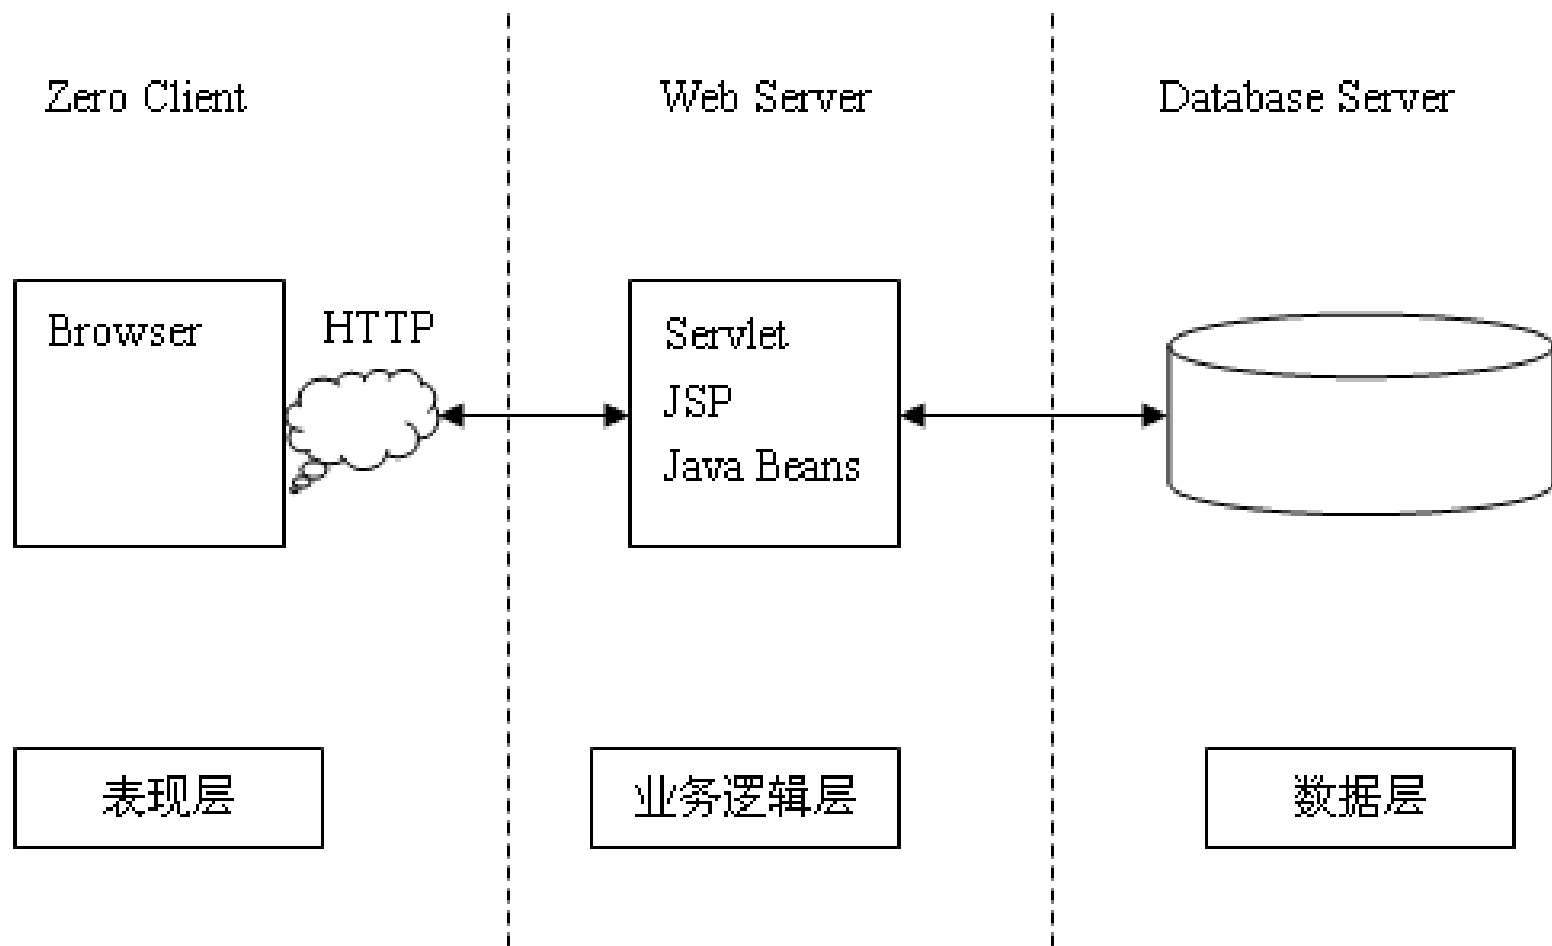 Zero Client
Web Server
Database Server
Browser
HTTP
Servlet
JSP
Java Beans
表现层
业务逻辑层
数据层